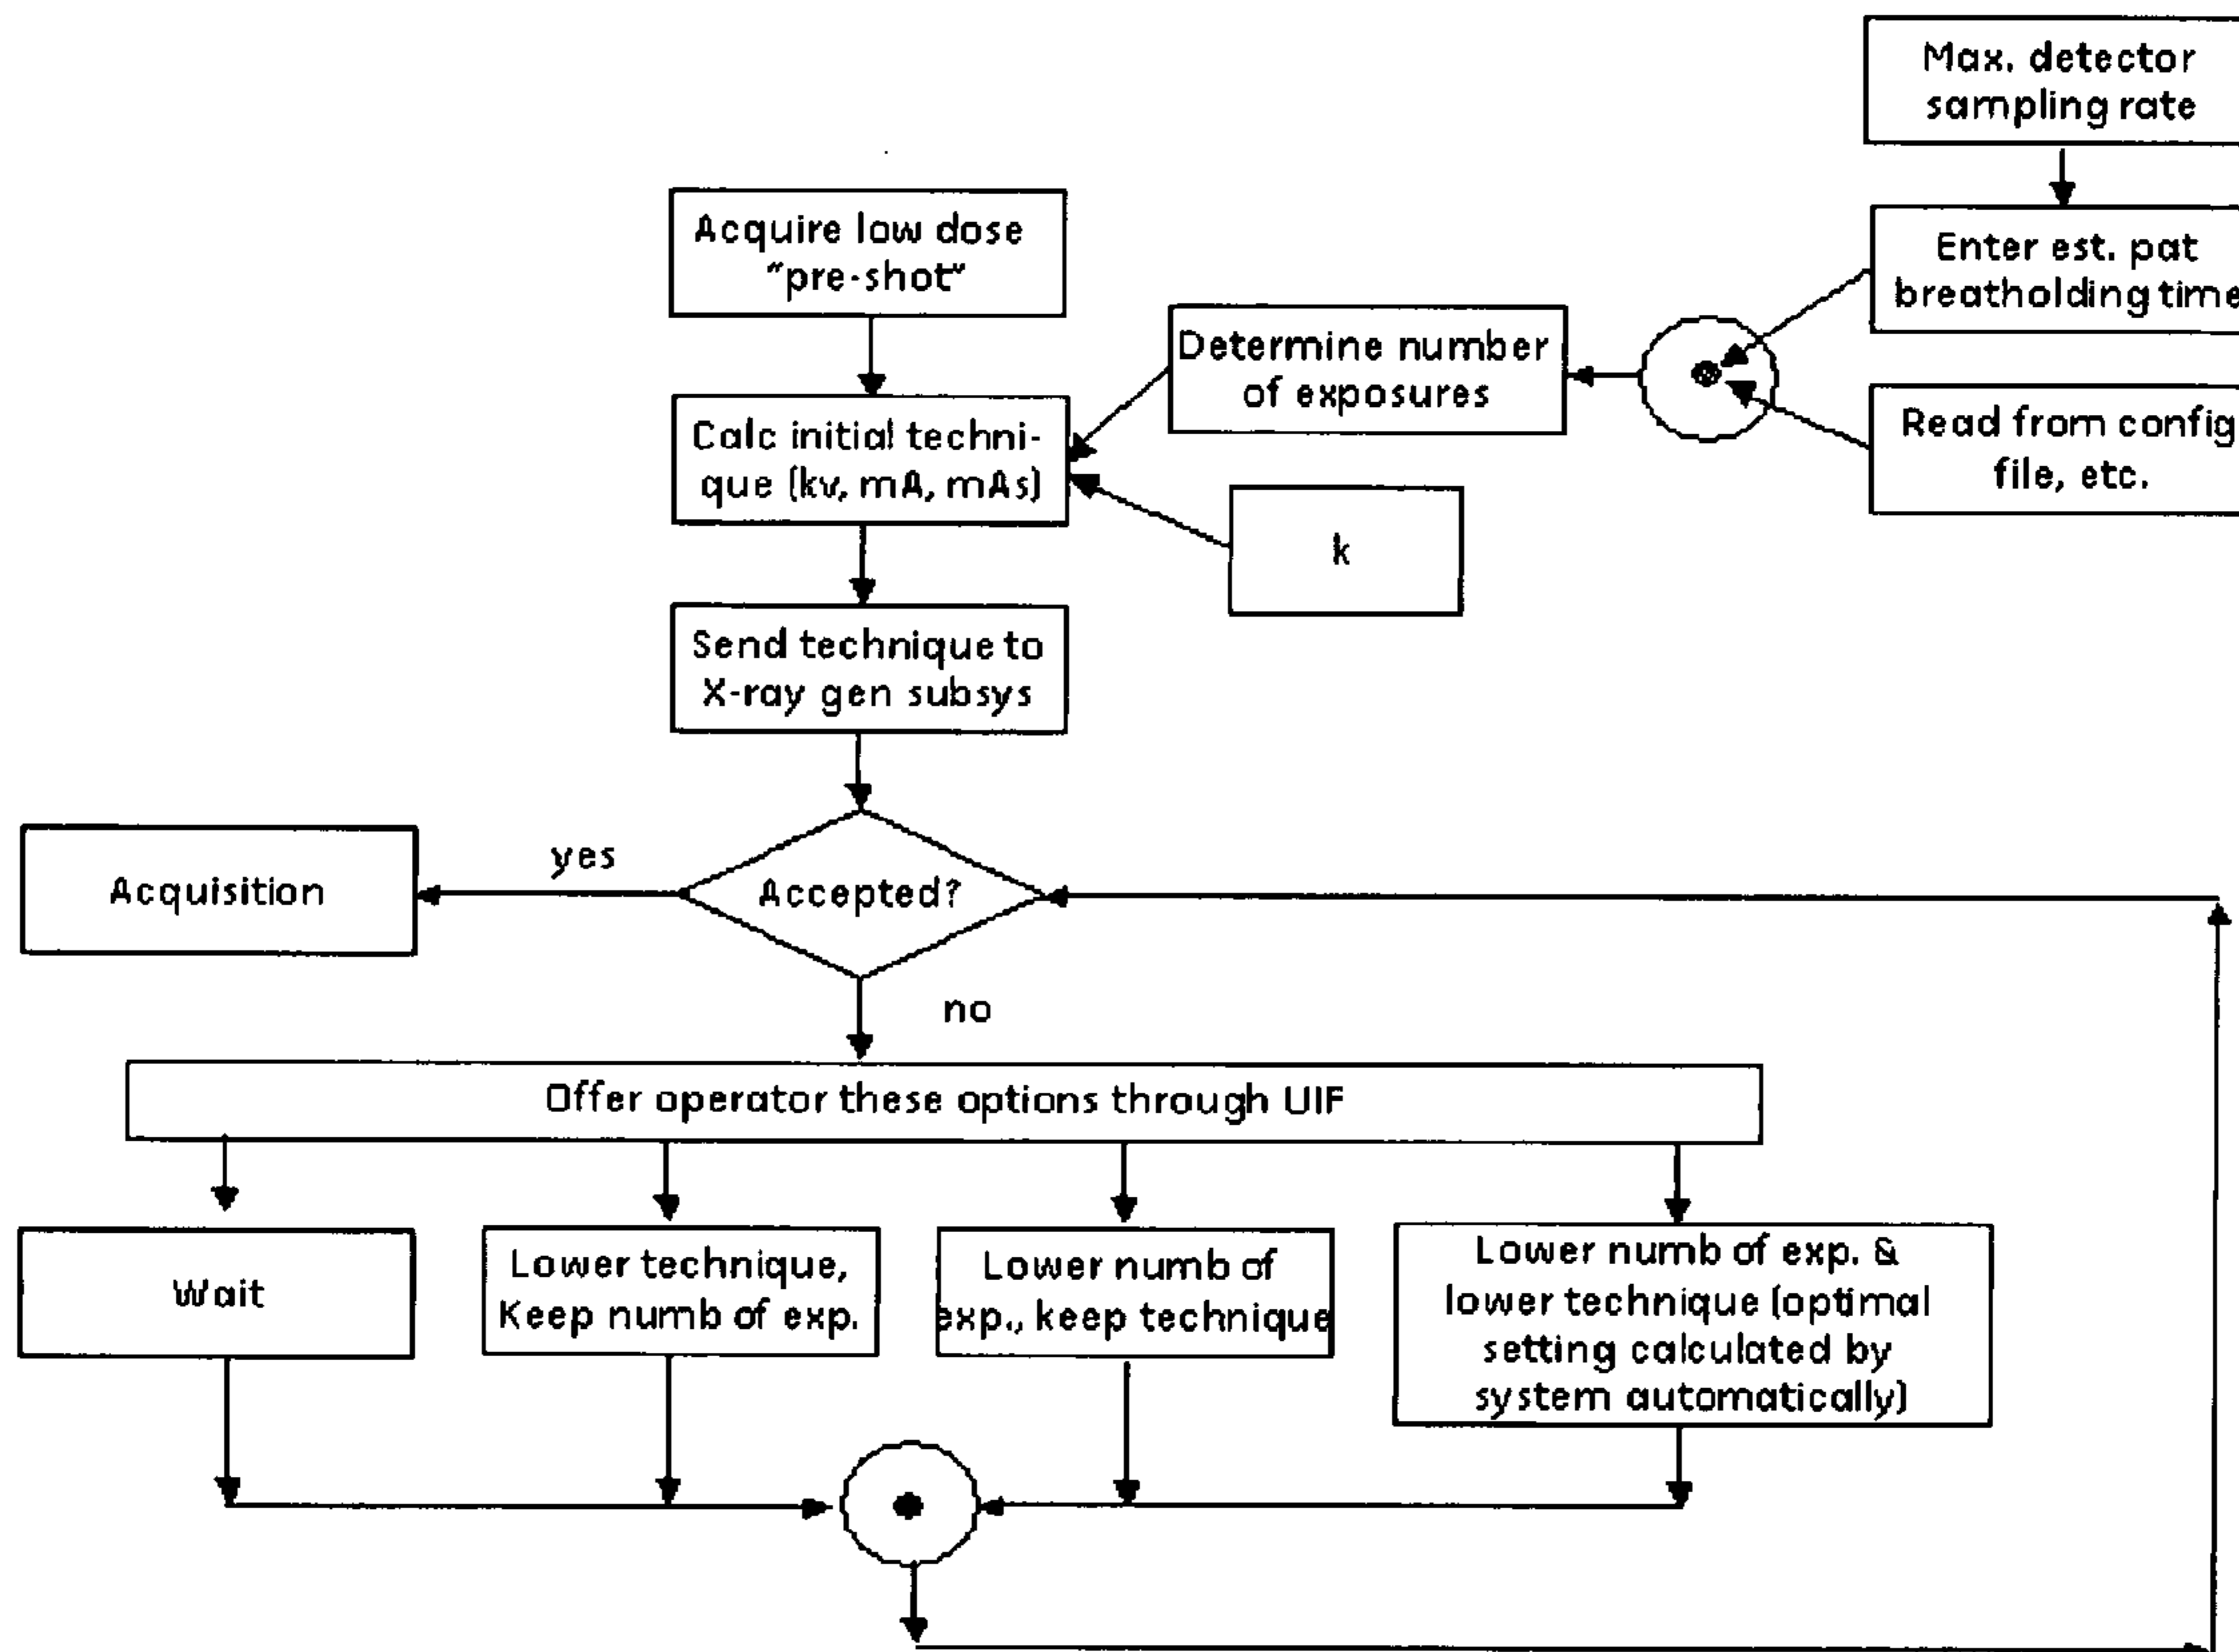 Max. detector
sampling rate
Acquire low dose
"pre-shot"
Enter est. pat
breatholding time
Determine number
of exposures
Read from config
file, etc.
Calc initial techni-
que (kv, mA, mAs)
k
Send technique to
X-ray gen subsys
yes
Acquisition
Accepted?
no
Offer operator these options through UIF
Wait
Lower technique,
Keep numb of exp.
Lower numb of
exp., keep technique
Lower numb of exp. &
lower technique (optimal
setting calculated by
system automatically)